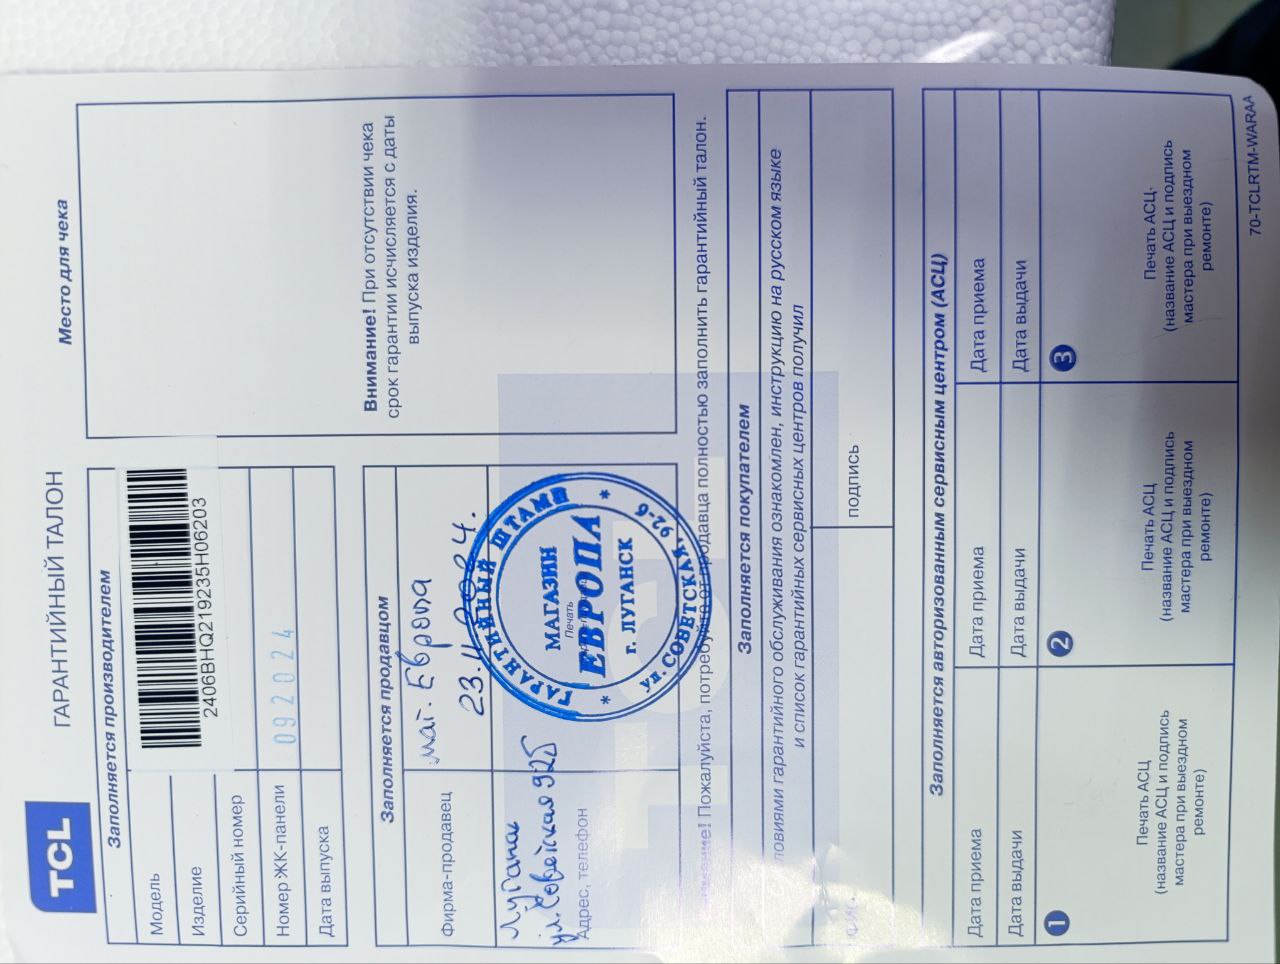 TCL
ГАРАНТИЙНЫЙ ТАЛОН
Место для чека
Заполняется производителем
Модель
Изделие
2406BHQ219235H06203
Серийный номер
Номер ЖК-панели
092024
Дата выпуска
Внимание! При отсутствии чека
срок гарантии исчисляется с даты
выпуска изделия.
Заполняется продавцом
Фирма-продавец
маг. Европа
23.11.2024.
Луганск
ул. Советская 92Б
Адрес, телефон
Печать
ГАРАНТИЙНЫЙ ШТАМП
МАГАЗИН
ЕВРОПА
г. ЛУГАНСК
ул. СОВЕТСКАЯ, 92-б
Пожалуйста, потребуйте от продавца полностью заполнить гарантийный талон.
Заполняется покупателем
гарантийного обслуживания ознакомлен, инструкцию на русском языке
и список гарантийных сервисных центров получил
подпись
Заполняется авторизованным сервисным центром (АСЦ)
Дата приема
Дата приема
Дата приема
Дата выдачи
Дата выдачи
Дата выдачи
1
2
3
Печать АСЦ
(название АСЦ и подпись
мастера при выездном
ремонте)
Печать АСЦ
(название АСЦ и подпись
мастера при выездном
ремонте)
Печать АСЦ
(название АСЦ и подпись
мастера при выездном
ремонте)
70-TCLRTM-WARAA